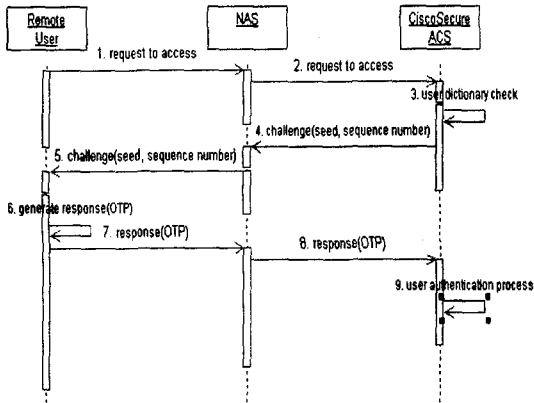 Remote
User
NAS
CiscoSecure
ACS
1. request to access
2. request to access
3. user dictionary check
4. challenge(seed, sequence number)
5. challenge(seed, sequence number)
6. generate response(OTP)
7. response(OTP)
8. response(OTP)
9. user authentication process